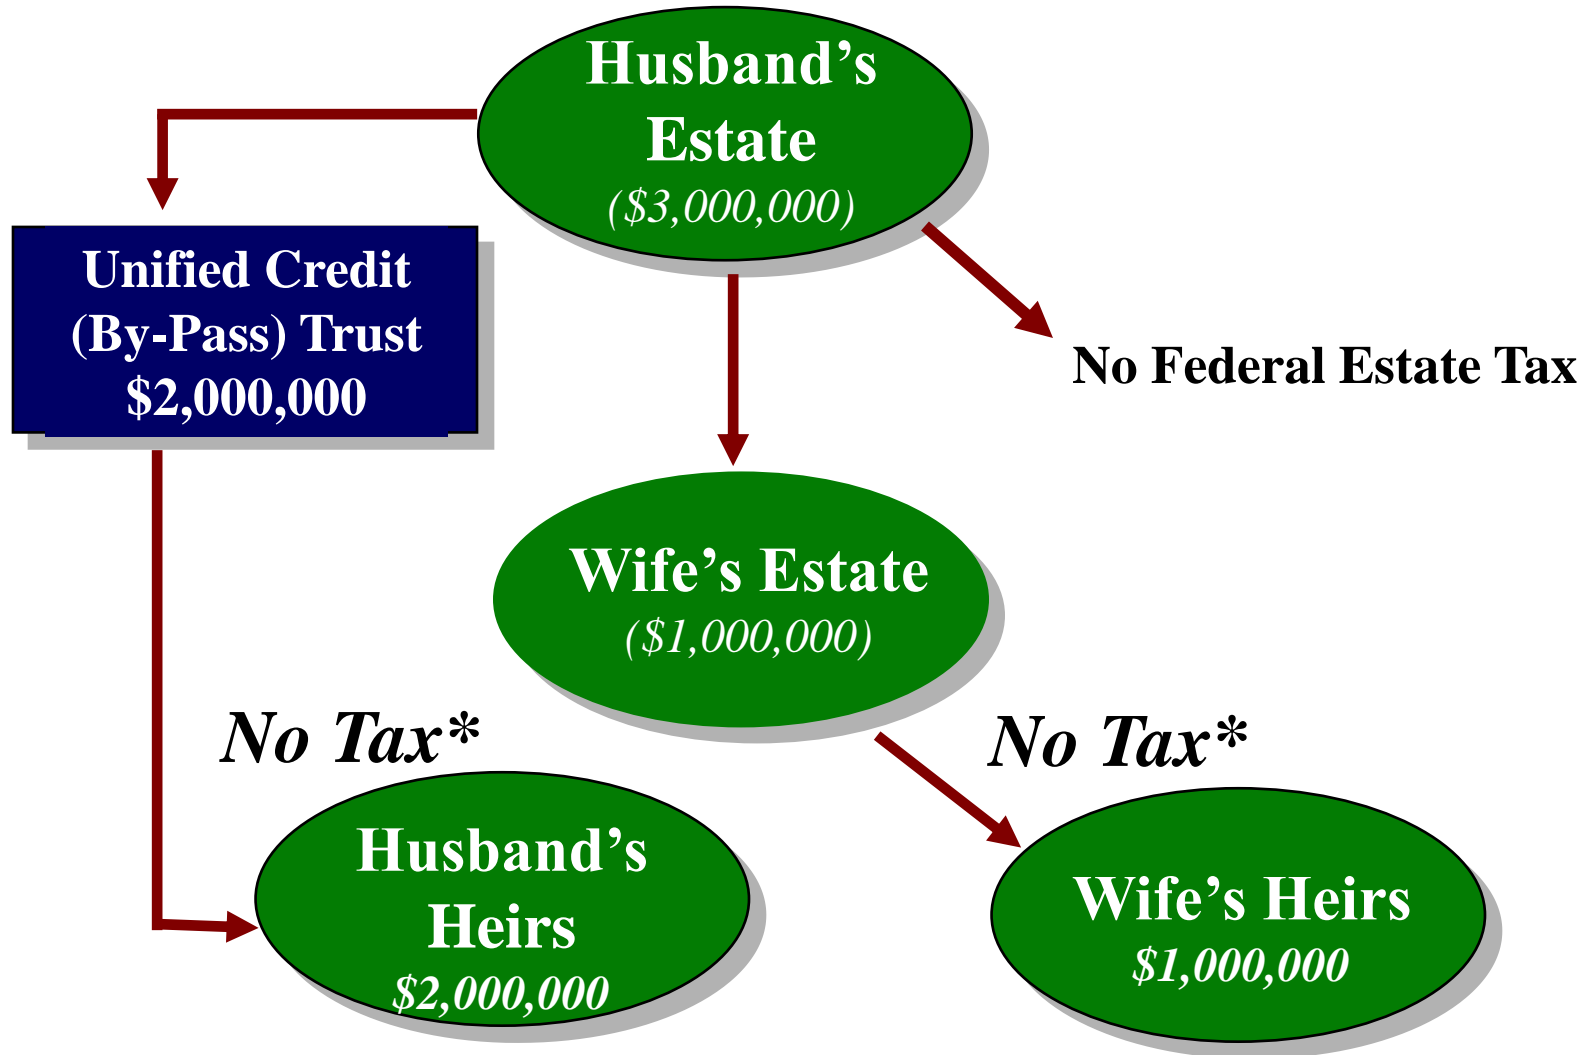 Husband’s
Estate
($3,000,000)
Unified Credit
(By-Pass) Trust
$2,000,000
No Federal Estate Tax
Wife’s Estate
($1,000,000)
No Tax*
No Tax*
Husband’s
Heirs
$2,000,000
Wife’s Heirs
$1,000,000